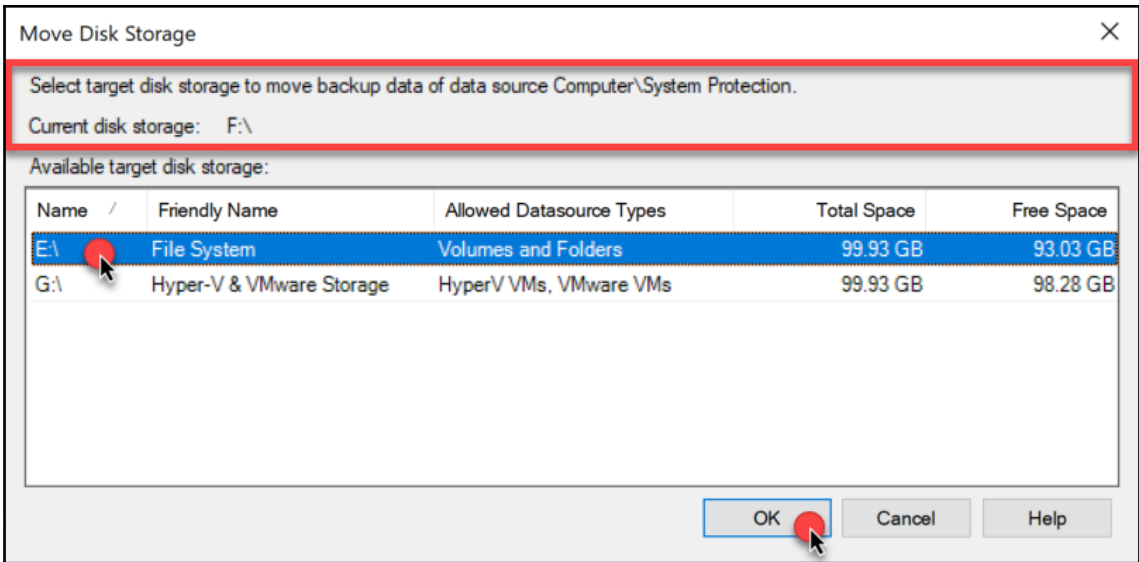 Move Disk Storage
Select target disk storage to move backup data of data source Computer\System Protection.
Current disk storage: F:\
Available target disk storage:
Name Friendly Name Allowed Datasource Types Total Space Free Space
E:\ File System Volumes and Folders 99.93 GB 93.03 GB
G:\ Hyper-V & VMware Storage HyperV VMs, VMware VMs 99.93 GB 98.28 GB
OK Cancel Help